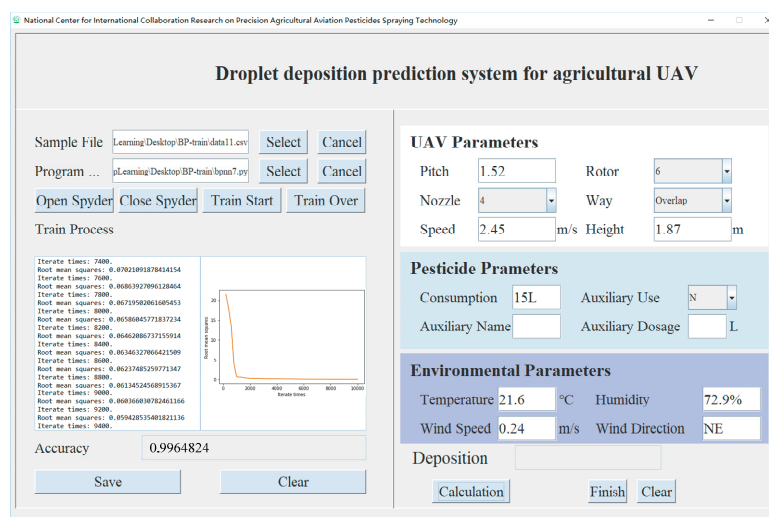 National Center for International Collaboration Research on Precision Agricultural Aviation Pesticides Spraying Technology
Droplet deposition prediction system for agricultural UAV
Sample File Learning\Desktop\BP-train\data11.csv Select Cancel
Program ... pLearning\Desktop\BP-train\bpnn7.py Select Cancel
Open Spyder Close Spyder Train Start Train Over
Train Process
Iterate times: 7400.
Root mean squares: 0.07021091878414154
Iterate times: 7600.
Root mean squares: 0.06863927096128464
Iterate times: 7800.
Root mean squares: 0.06719502061605453
Iterate times: 8000.
Root mean squares: 0.06586045771837234
Iterate times: 8200.
Root mean squares: 0.06462086737155914
Iterate times: 8400.
Root mean squares: 0.06346327066421509
Iterate times: 8600.
Root mean squares: 0.06237485259771347
Iterate times: 8800.
Root mean squares: 0.06134524568915367
Iterate times: 9000.
Root mean squares: 0.060366030782461166
Iterate times: 9200.
Root mean squares: 0.059428535401821136
Iterate times: 9400.
Root mean squares
20
15
10
5
0
0 2000 4000 6000 8000 10000
Iterate times
Accuracy 0.9964824
Save Clear
UAV Parameters
Pitch 1.52 Rotor 6
Nozzle 4 Way Overlap
Speed 2.45 m/s Height 1.87 m
Pesticide Prameters
Consumption 15L Auxiliary Use N
Auxiliary Name Auxiliary Dosage L
Environmental Parameters
Temperature 21.6 °C Humidity 72.9%
Wind Speed 0.24 m/s Wind Direction NE
Deposition
Calculation Finish Clear